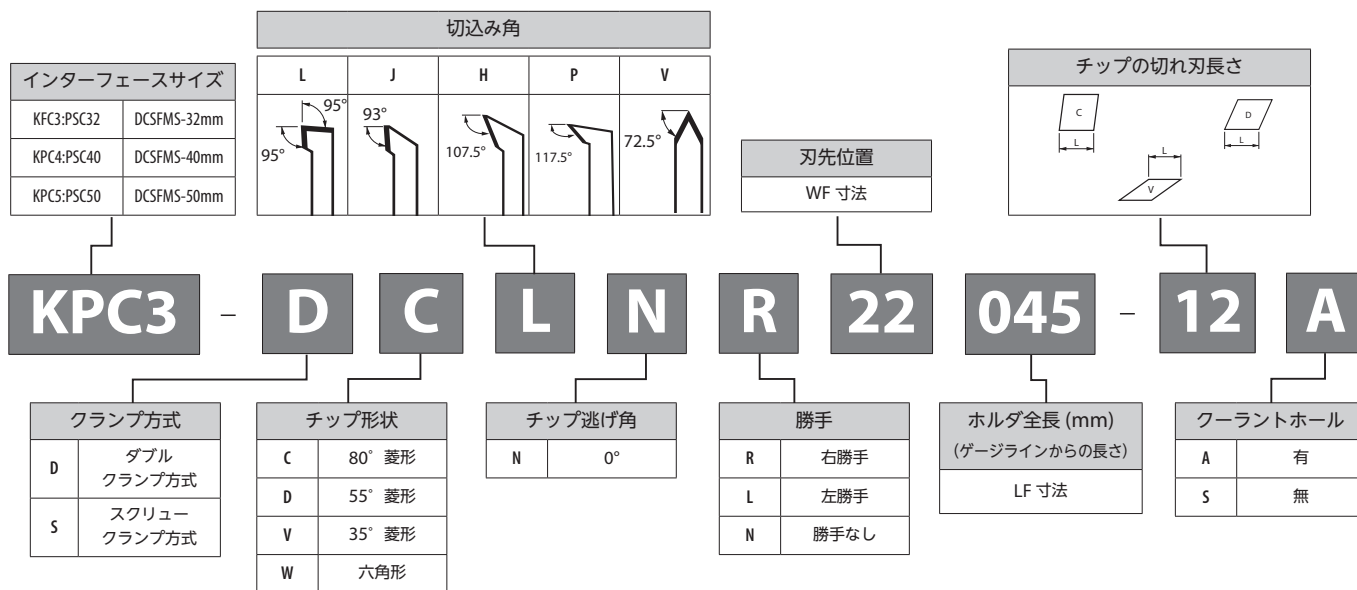 切込み角
L J H P V
95°
95°
93°
107.5°
117.5°
72.5°
インターフェースサイズ
KFC3:PSC32 DCSFMS-32mm
KPC4:PSC40 DCSFMS-40mm
KPC5:PSC50 DCSFMS-50mm
刃先位置
WF 寸法
チップの切れ刃長さ
C
L
D
L
L
V
KPC3 – D C L N R 22 045 – 12 A
クランプ方式
D ダブル
クランプ方式
S スクリュー
クランプ方式
チップ形状
C 80° 菱形
D 55° 菱形
V 35° 菱形
W 六角形
チップ逃げ角
N 0°
勝手
R 右勝手
L 左勝手
N 勝手なし
ホルダ全長 (mm)
(ゲージラインからの長さ)
LF 寸法
クーラントホール
A 有
S 無